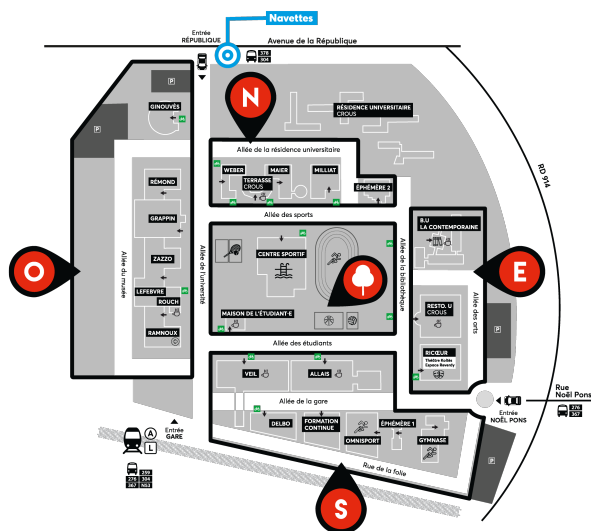 Navettes
Entrée
RÉPUBLIQUE
Avenue de la République
378
304
P
GINOUVÈS
P
N
RÉSIDENCE UNIVERSITAIRE
CROUS
RD 914
Allée de la résidence universitaire
WEBER
MAIER
MILLIAT
TERRASSE
CROUS
ÉPHÉMÈRE 2
RÉMOND
GRAPPIN
Allée des sports
B.U
LA CONTEMPORAINE
ZAZZO
CENTRE SPORTIF
O
E
Allée du musée
Allée de l'université
Allée de la bibliothèque
Allée des arts
LEFEBVRE
ROUCH
RAMNOUX
MAISON DE L'ÉTUDIANT·E
RESTO. U
CROUS
P
Allée des étudiants
RICŒUR
Théâtre Koltès
Espace Reverdy
VEIL
ALLAIS
Rue
Noël Pons
Allée de la gare
276
367
Entrée
NOËL PONS
DELBO
FORMATION
CONTINUE
OMNISPORT
ÉPHÉMÈRE 1
GYMNASE
Entrée
GARE
A
L
P
Rue de la folie
259
276 304
367 N53
S